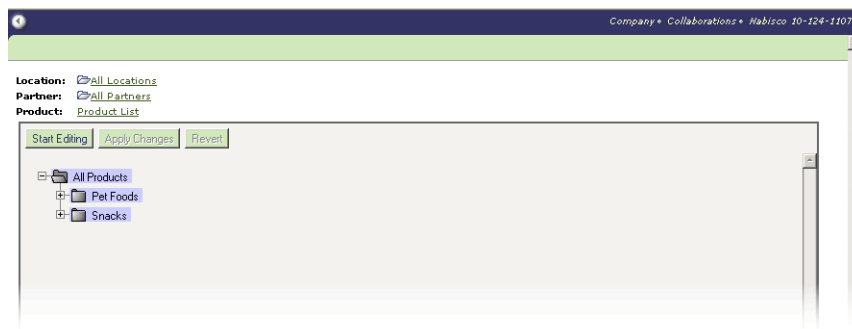 Company • Collaborations • Nabisco 10-124-1107
Location: All Locations
Partner: All Partners
Product: Product List
Start Editing Apply Changes Revert
All Products
Pet Foods
Snacks